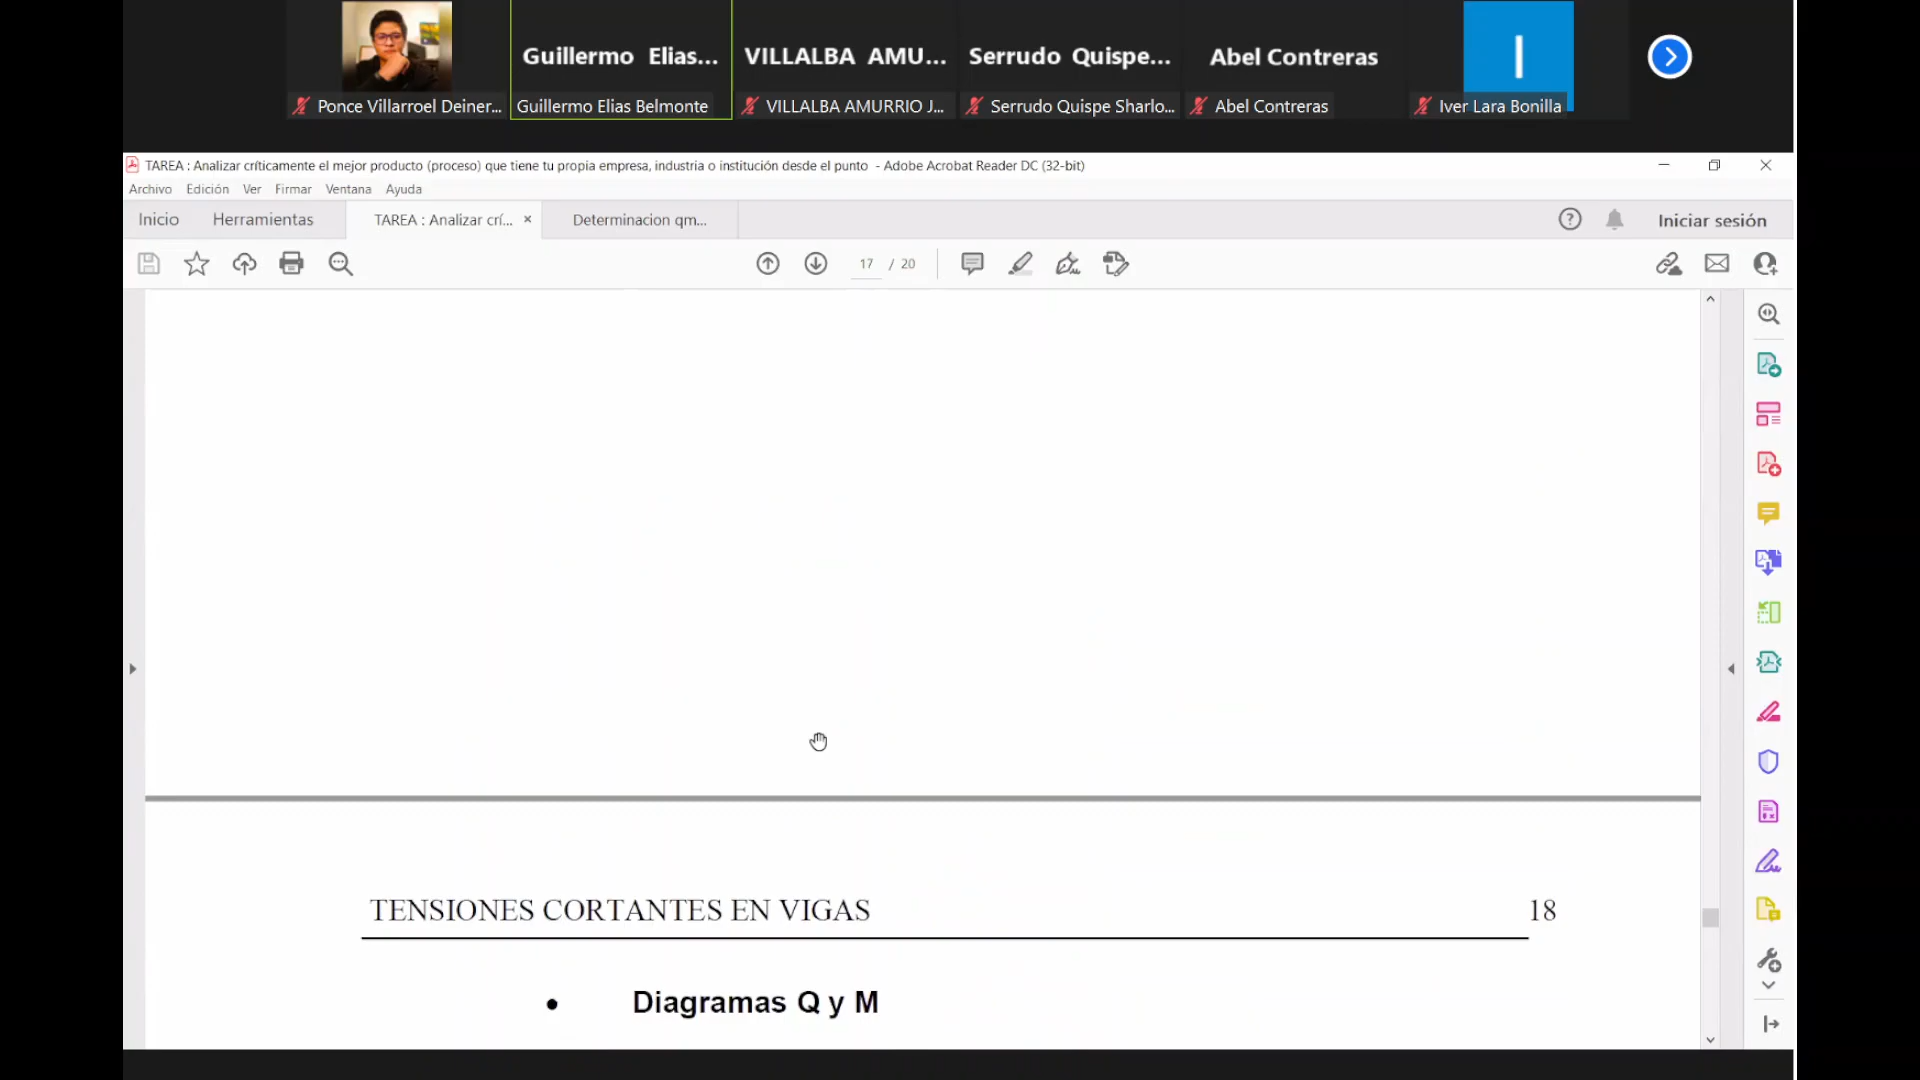 Guillermo Elias...
VILLALBA AMU...
Serrudo Quispe...
Abel Contreras
I
Ponce Villarroel Deiner...
Guillermo Elias Belmonte
VILLALBA AMURRIO J...
Serrudo Quispe Sharlo...
Abel Contreras
Iver Lara Bonilla
TAREA : Analizar críticamente el mejor producto (proceso) que tiene tu propia empresa, industria o institución desde el punto - Adobe Acrobat Reader DC (32-bit)
Archivo Edición Ver Firmar Ventana Ayuda
Inicio Herramientas TAREA : Analizar crí... × Determinacion qm... Iniciar sesión
17 / 20
TENSIONES CORTANTES EN VIGAS 18
• Diagramas Q y M